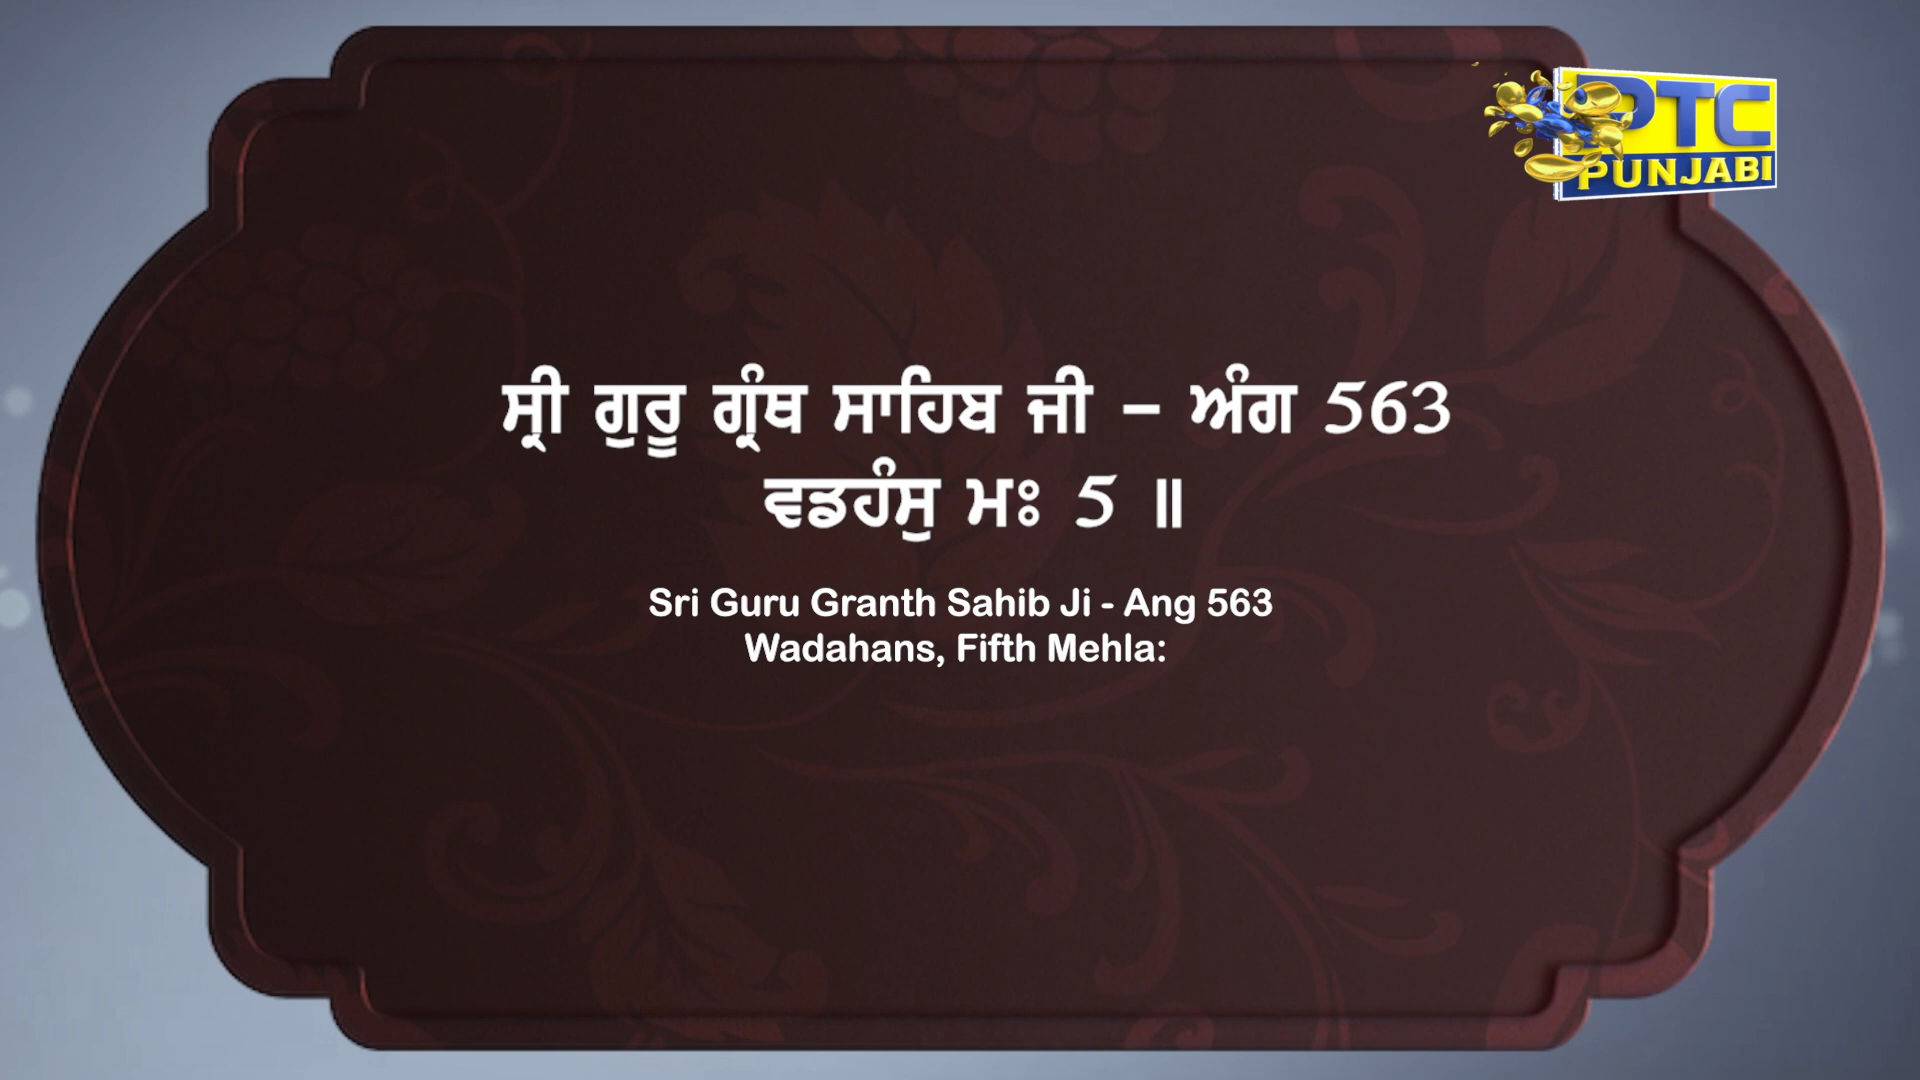 PTC
PUNJABI
ਸ੍ਰੀ ਗੁਰੂ ਗ੍ਰੰਥ ਸਾਹਿਬ ਜੀ - ਅੰਗ 563
ਵਡਹੰਸੁ ਮਃ 5 ॥
Sri Guru Granth Sahib Ji - Ang 563
Wadahans, Fifth Mehla: